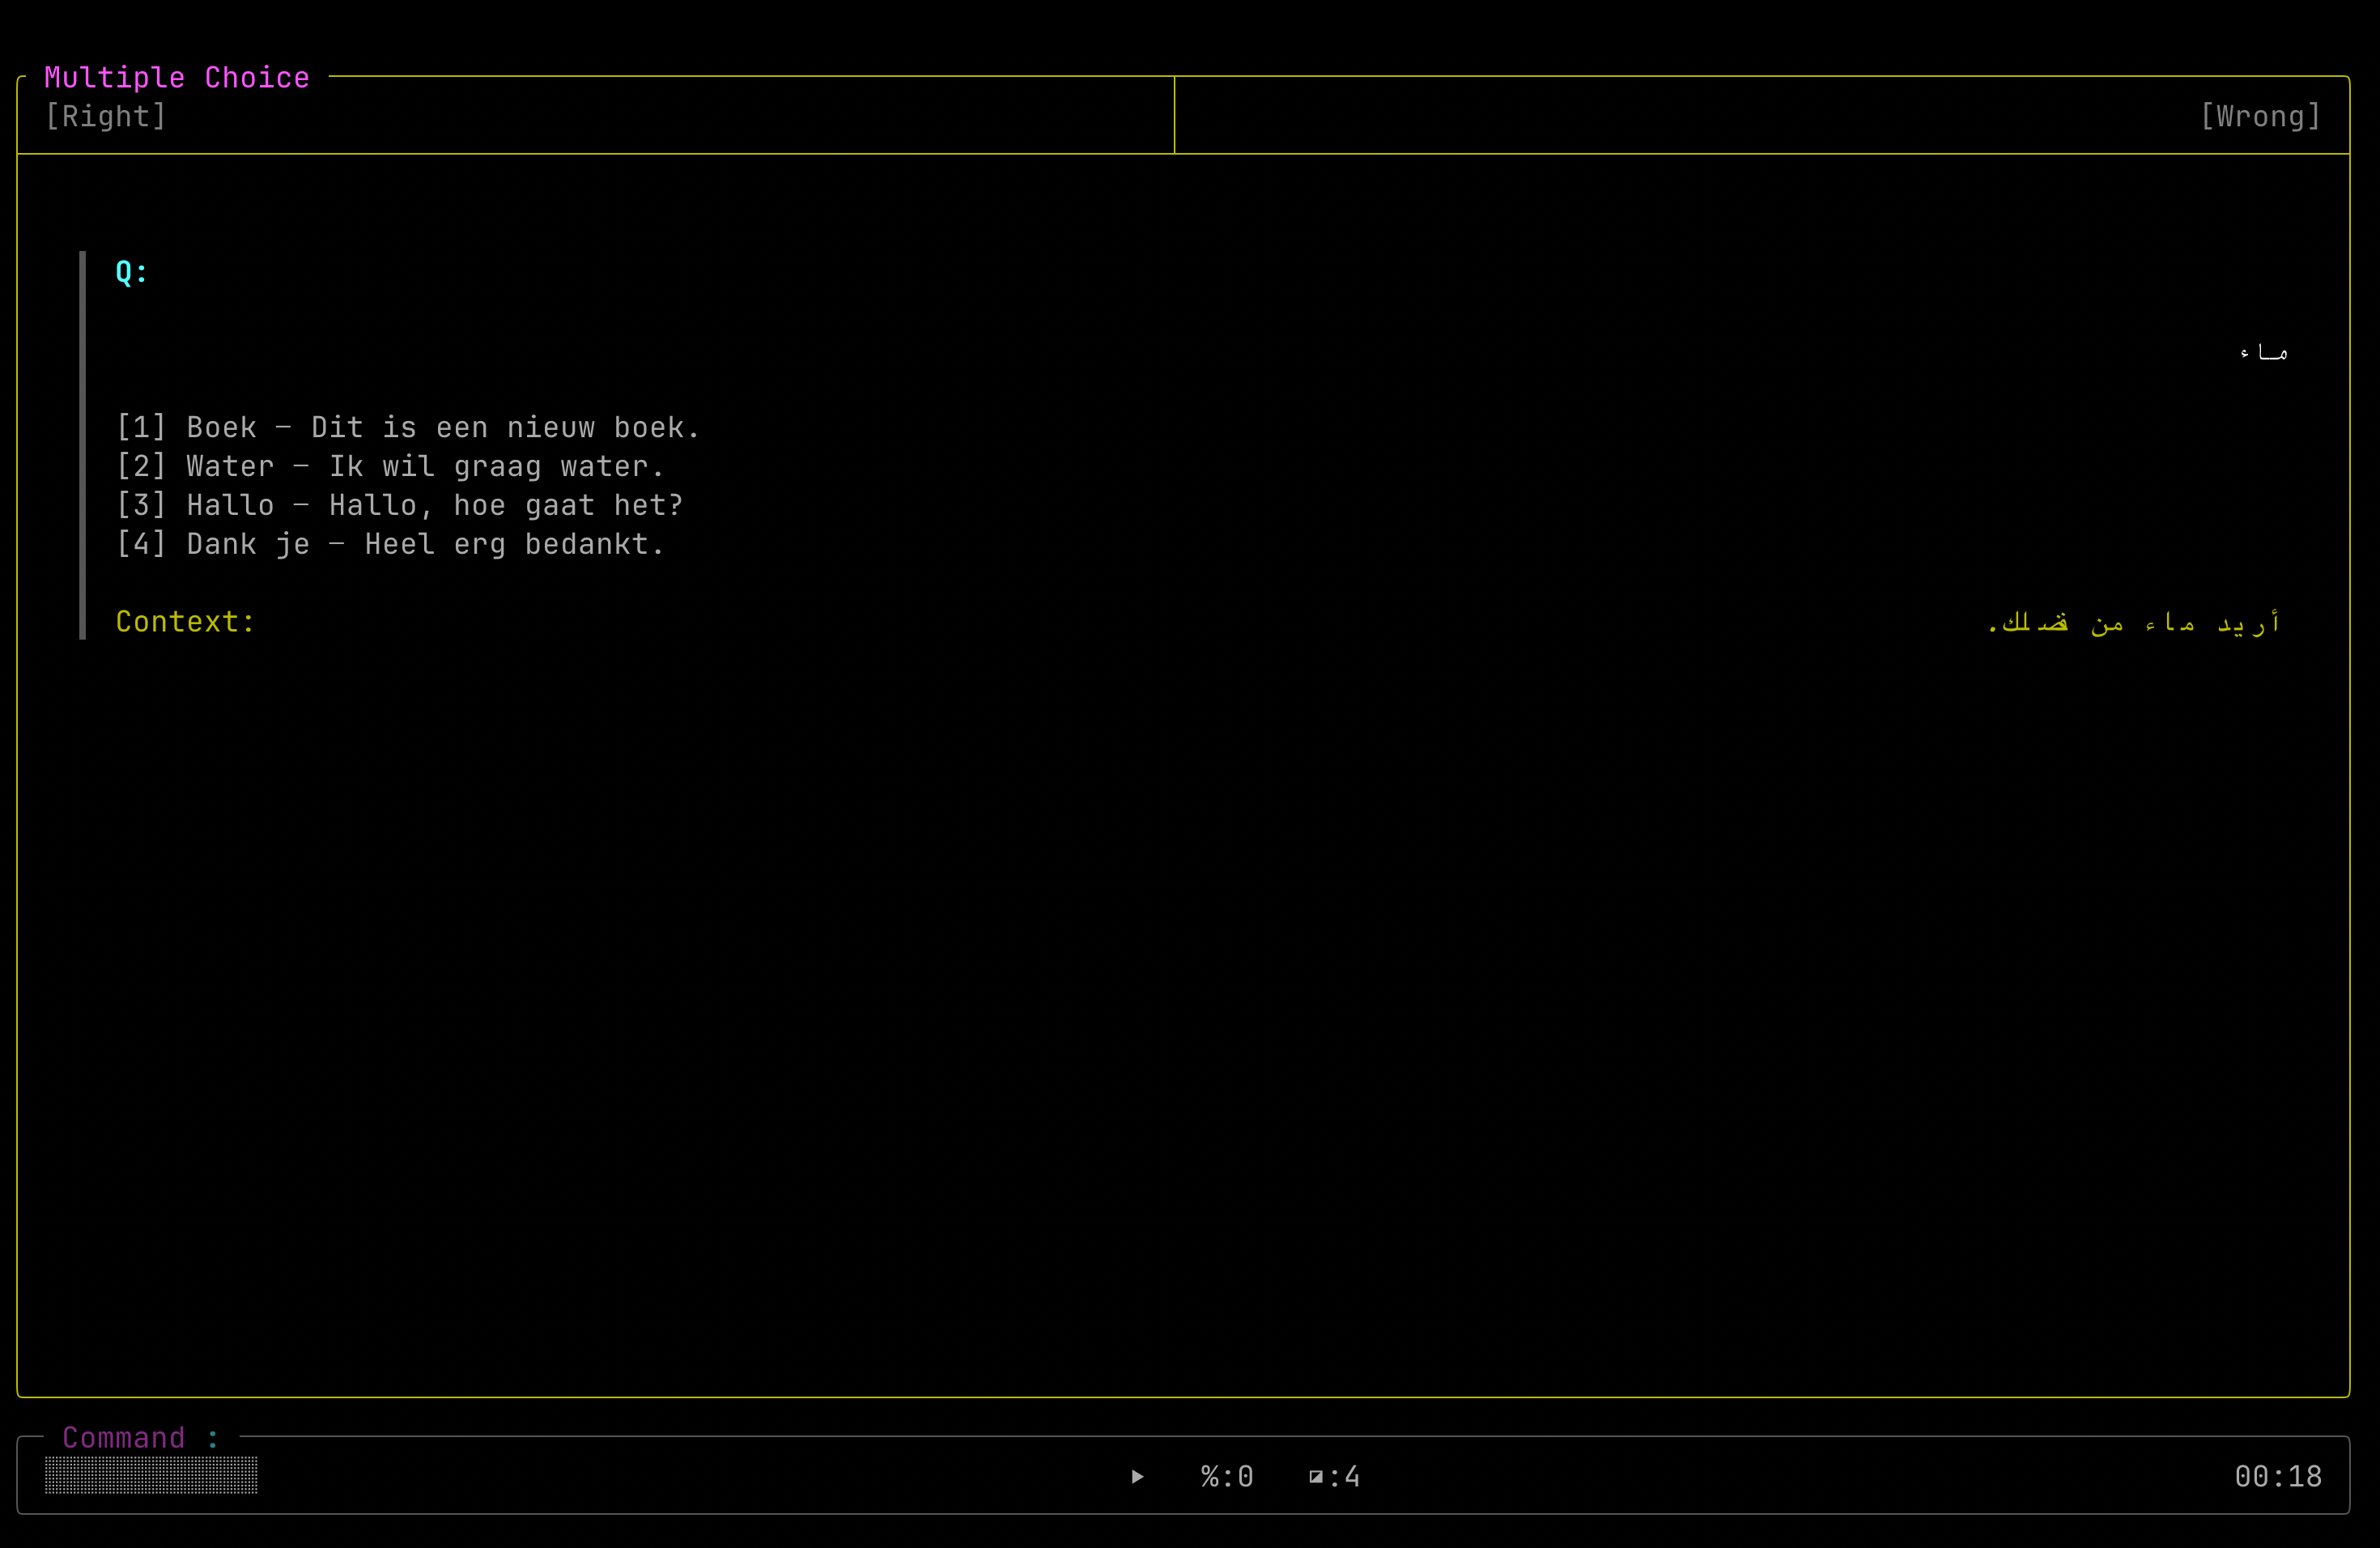 Multiple Choice
[Right] [Wrong]
Q:
ماء
[1] Boek — Dit is een nieuw boek.
[2] Water — Ik wil graag water.
[3] Hallo — Hallo, hoe gaat het?
[4] Dank je — Heel erg bedankt.
Context: أريد ماء من فضلك.
Command :
▶ %:0 ◪:4 00:18